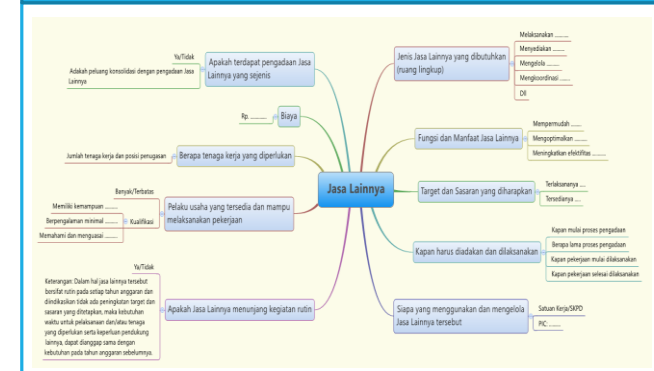 Jasa Lainnya
Jenis Jasa Lainnya yang dibutuhkan
(ruang lingkup)
Melaksanakan ..........
Menyediakan .........
Mengelola .........
Mengkoordinasi .......
Dll
Fungsi dan Manfaat Jasa Lainnya
Mempermudah .......
Mengoptimalkan .........
Meningkatkan efektifitas ..........
Target dan Sasaran yang diharapkan
Terlaksananya ....
Tersedianya ....
Kapan harus diadakan dan dilaksanakan
Kapan mulai proses pengadaan
Berapa lama proses pengadaan
Kapan pekerjaan mulai dilaksanakan
Kapan pekerjaan selesai dilaksanakan
Siapa yang menggunakan dan mengelola
Jasa Lainnya tersebut
Satuan Kerja/SKPD
PIC: ........
Apakah terdapat pengadaan Jasa
Lainnya yang sejenis
Ya/Tidak
Adakah peluang konsolidasi dengan pengadaan Jasa
Lainnya
Biaya
Rp. ...........
Berapa tenaga kerja yang diperlukan
Jumlah tenaga kerja dan posisi penugasan
Pelaku usaha yang tersedia dan mampu
melaksanakan pekerjaan
Banyak/Terbatas
Kualifikasi
Memiliki kemampuan .........
Berpengalaman minimal .........
Memahami dan menguasai .........
Apakah Jasa Lainnya menunjang kegiatan rutin
Ya/Tidak
Keterangan: Dalam hal jasa lainnya tersebut
bersifat rutin pada setiap tahun anggaran dan
diindikasikan tidak ada peningkatan target dan
sasaran yang ditetapkan, maka kebutuhan
waktu untuk pelaksanaan dan/atau tenaga
yang diperlukan serta keperluan pendukung
lainnya, dapat dianggap sama dengan
kebutuhan pada tahun anggaran sebelumnya.